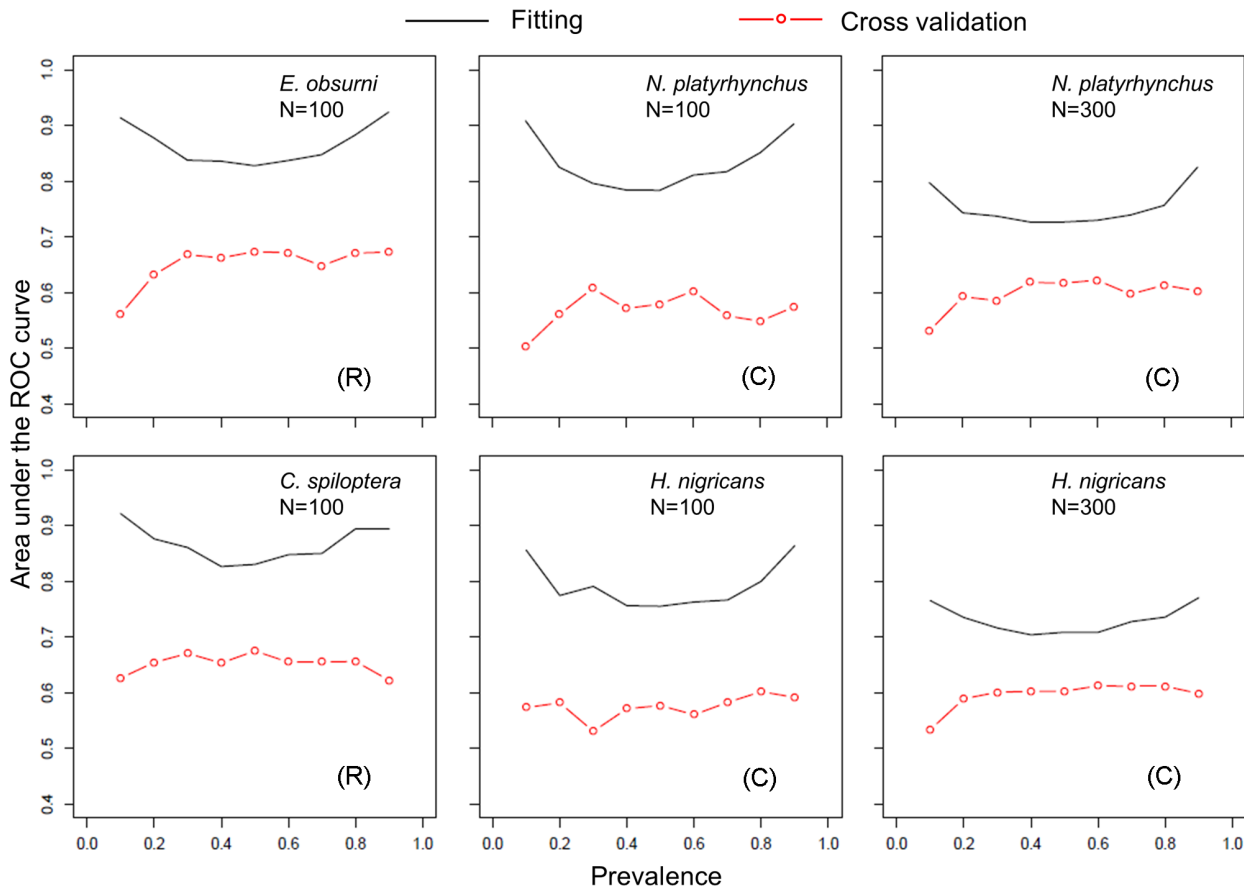 Fitting
Cross validation
Area under the ROC curve
1.0
0.9
0.8
0.7
0.6
0.5
0.4
E. obsurni
N=100
(R)
N. platyrhynchus
N=100
(C)
N. platyrhynchus
N=300
(C)
1.0
0.9
0.8
0.7
0.6
0.5
0.4
C. spiloptera
N=100
(R)
H. nigricans
N=100
(C)
H. nigricans
N=300
(C)
0.0 0.2 0.4 0.6 0.8 1.0
0.0 0.2 0.4 0.6 0.8 1.0
0.0 0.2 0.4 0.6 0.8 1.0
Prevalence